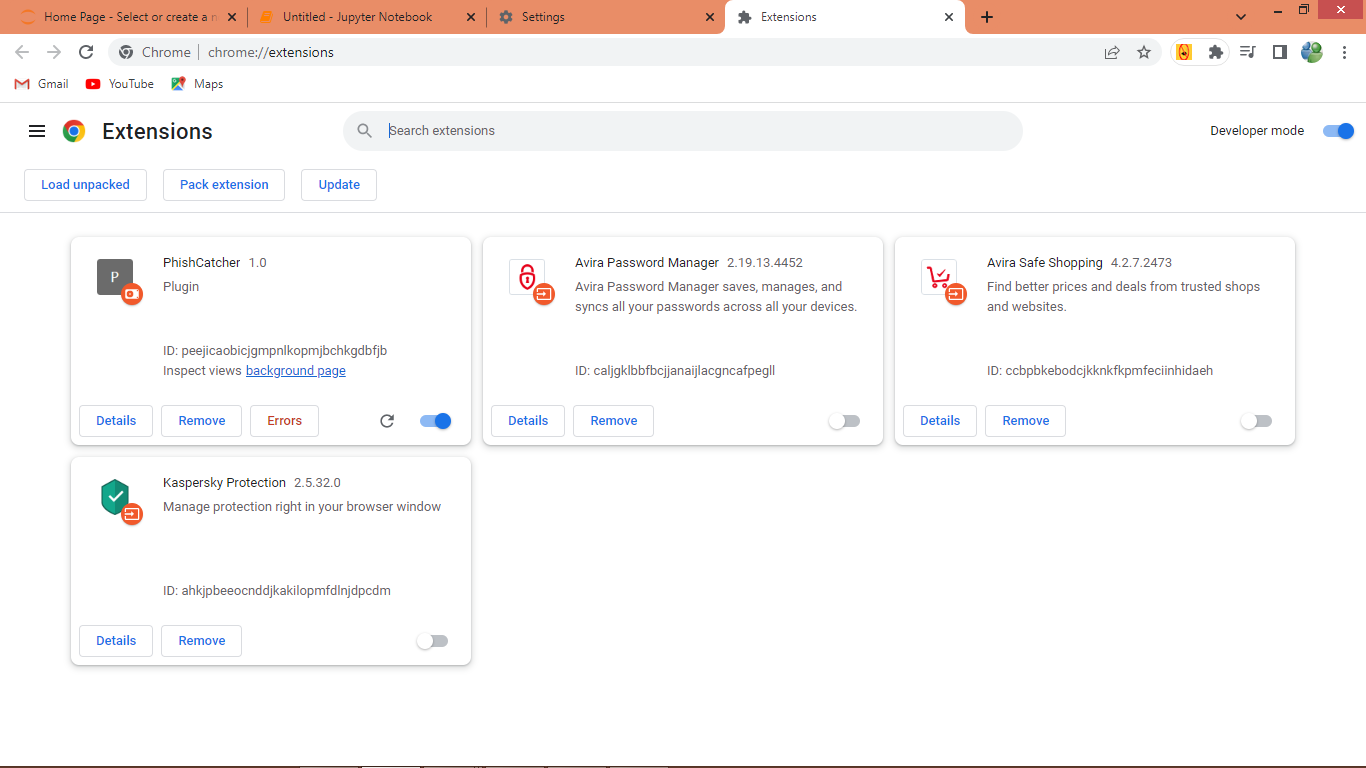 Home Page - Select or create a n
Untitled - Jupyter Notebook
Settings
Extensions
Chrome | chrome://extensions
Gmail
YouTube
Maps
Extensions
Search extensions
Developer mode
Load unpacked
Pack extension
Update
P
PhishCatcher 1.0
Plugin
ID: peejicaobicjgmpnlkopmjbchkgdbfjb
Inspect views background page
Details
Remove
Errors
Avira Password Manager 2.19.13.4452
Avira Password Manager saves, manages, and
syncs all your passwords across all your devices.
ID: caljgklbbfbcjjanaijlacgncafpegll
Details
Remove
Avira Safe Shopping 4.2.7.2473
Find better prices and deals from trusted shops
and websites.
ID: ccbpbkebodcjkknkfkpmfeciinhidaeh
Details
Remove
Kaspersky Protection 2.5.32.0
Manage protection right in your browser window
ID: ahkjpbeeocnddjkakilopmfdlnjdpcdm
Details
Remove